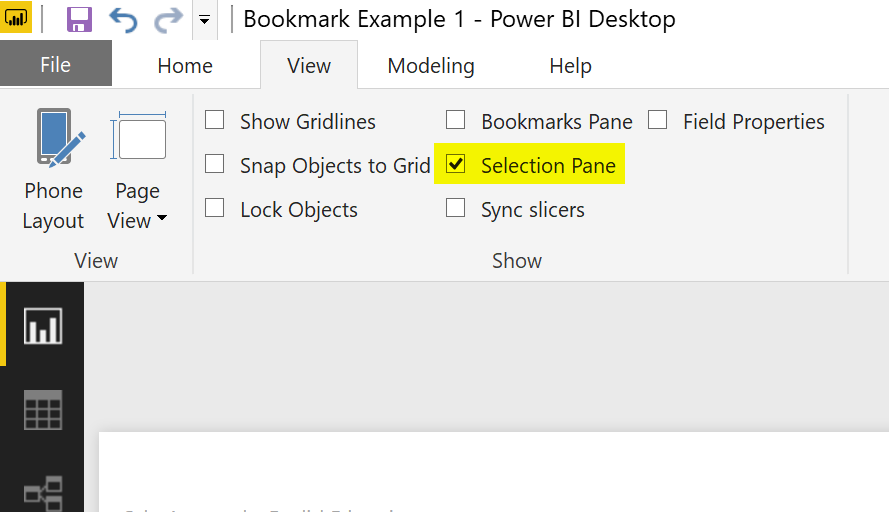 Bookmark Example 1 - Power BI Desktop
File Home View Modeling Help
Show Gridlines Bookmarks Pane Field Properties
Snap Objects to Grid Selection Pane
Phone Layout Page View
Lock Objects Sync slicers
View Show